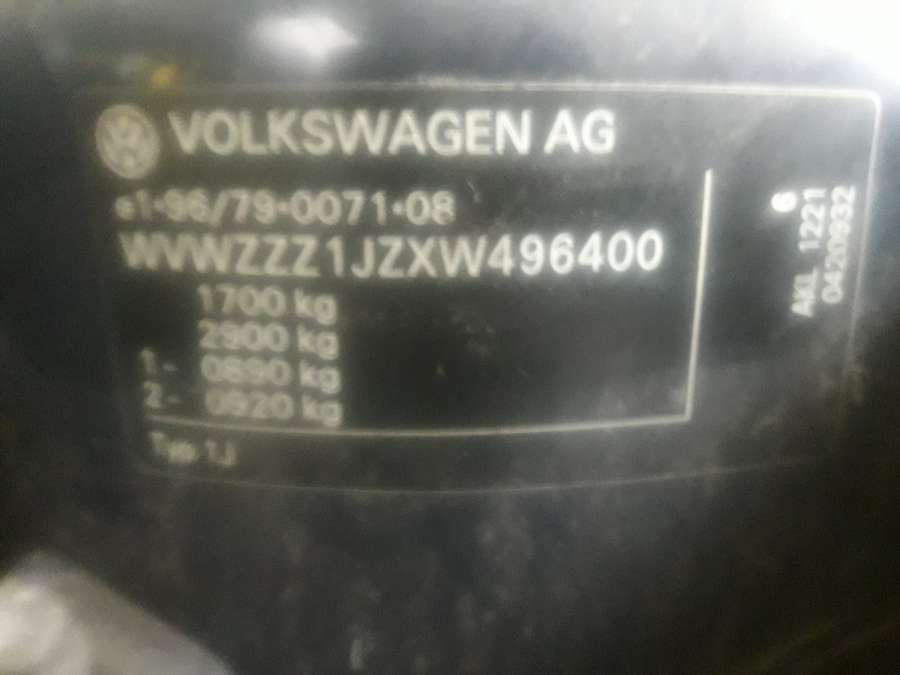 VOLKSWAGEN AG
e1*96/79*0071*08
WVWZZZ1JZXW496400
1700 kg
2900 kg
1- 0890 kg
2- 0920 kg
Typ 1J
6
AKL 1221
0420932